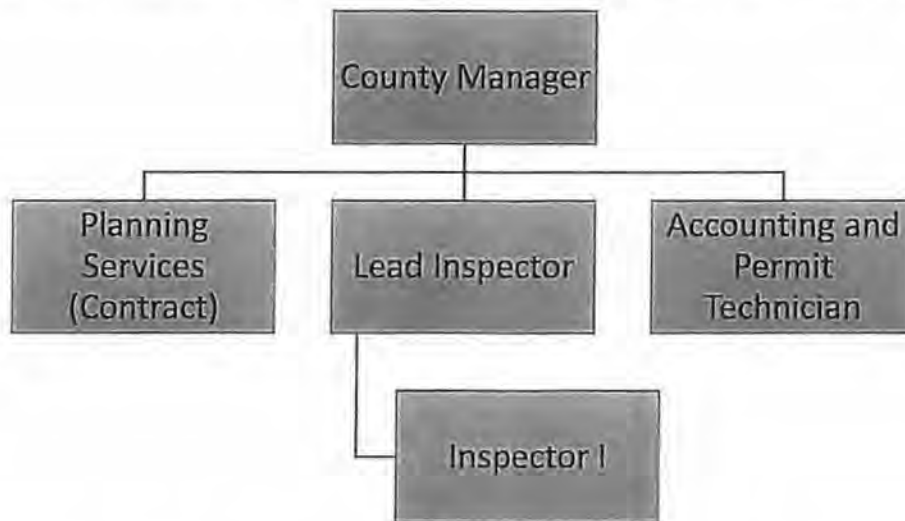 County Manager
Planning
Services
(Contract)
Lead Inspector
Accounting and
Permit
Technician
Inspector I